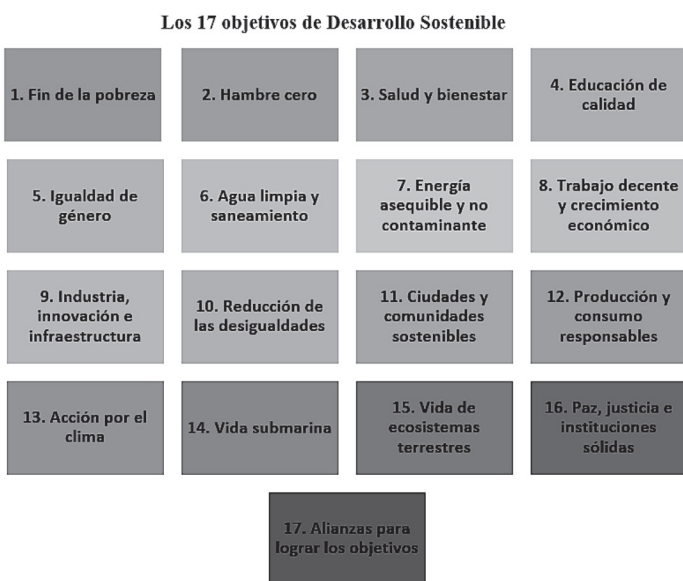 Los 17 objetivos de Desarrollo Sostenible
1. Fin de la pobreza
2. Hambre cero
3. Salud y bienestar
4. Educación de
calidad
5. Igualdad de
género
6. Agua limpia y
saneamiento
7. Energía
asequible y no
contaminante
8. Trabajo decente
y crecimiento
económico
9. Industria,
innovación e
infraestructura
10. Reducción de
las desigualdades
11. Ciudades y
comunidades
sostenibles
12. Producción y
consumo
responsables
13. Acción por el
clima
14. Vida submarina
15. Vida de
ecosistemas
terrestres
16. Paz, justicia e
instituciones
sólidas
17. Alianzas para
lograr los objetivos